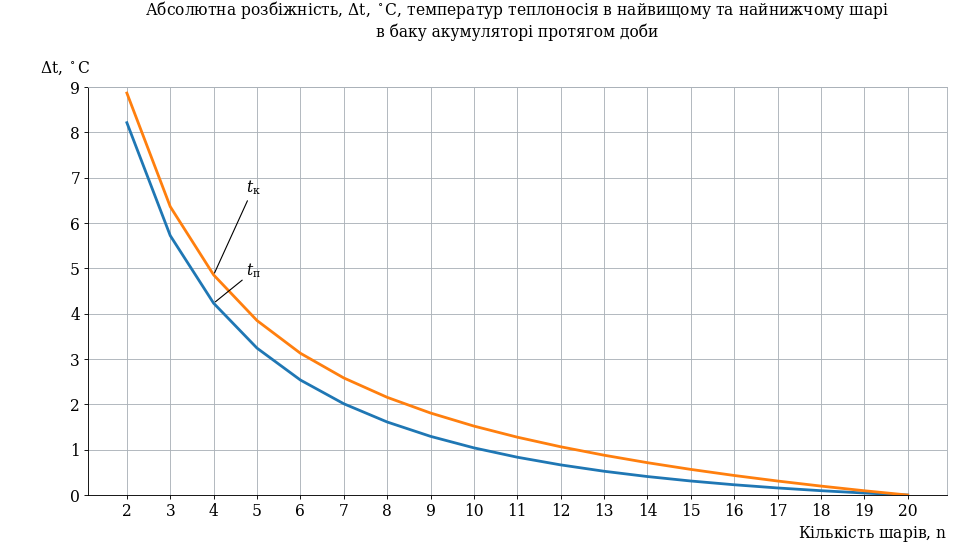 Абсолютна розбіжність, Δt, ˚C, температур теплоносія в найвищому та найнижчому шарі
в баку акумуляторі протягом доби
Δt, ˚C
9
8
7
6
5
4
3
2
1
0
tк
tп
2 3 4 5 6 7 8 9 10 11 12 13 14 15 16 17 18 19 20
Кількість шарів, n